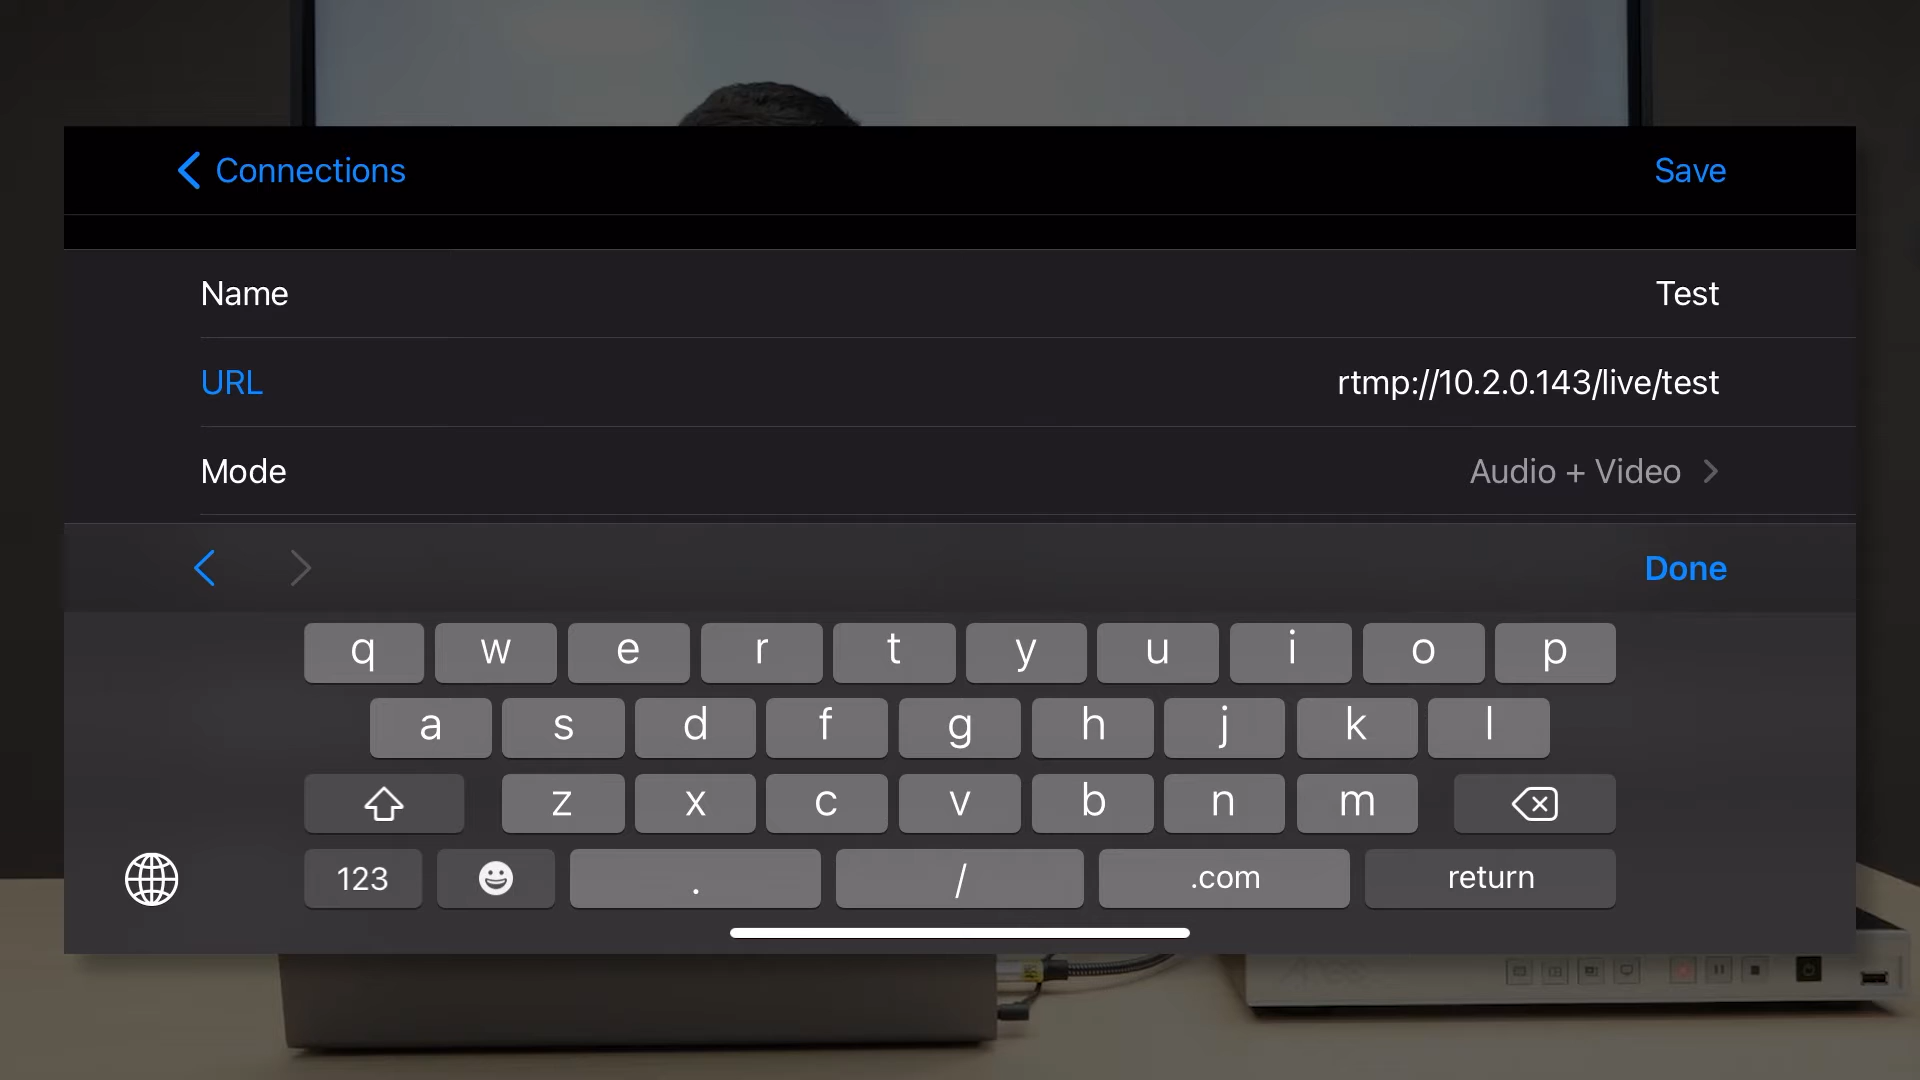 Connections
Save
Name
Test
URL
rtmp://10.2.0.143/live/test
Mode
Audio + Video
Done
q w e r t y u i o p
a s d f g h j k l
z x c v b n m
123 . / .com return